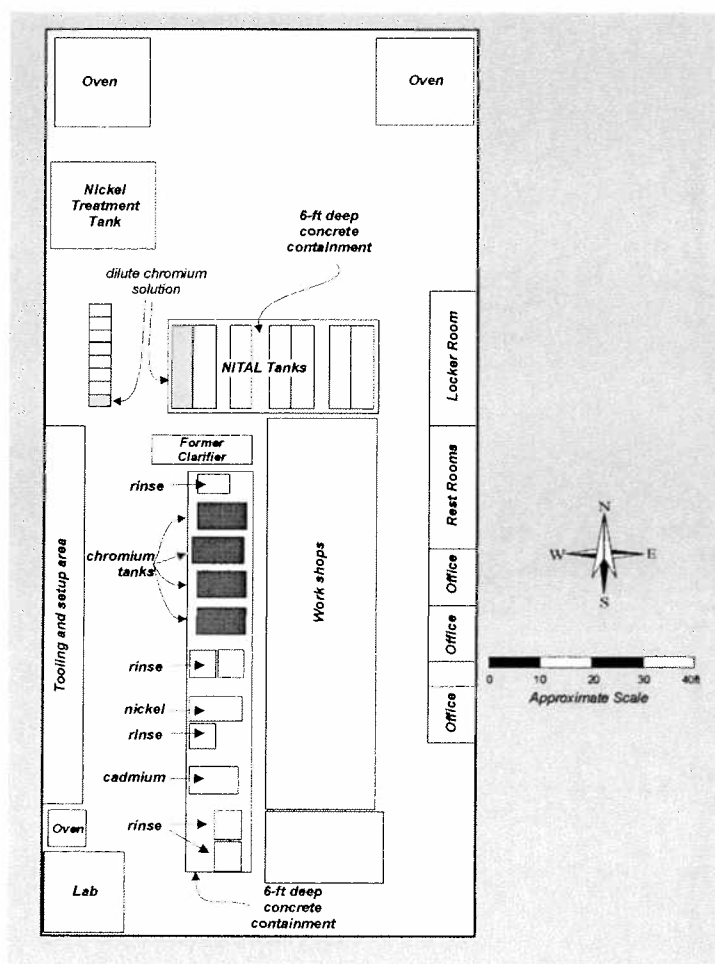 Oven
Oven
Nickel
Treatment
Tank
6-ft deep
concrete
containment
dilute chromium
solution
NITAL Tanks
Locker Room
Former
Clarifier
rinse
Rest Rooms
chromium
tanks
Tooling and setup area
Work shops
N
W
E
S
Office
Office
rinse
0
10
20
30
40ft
Approximate Scale
nickel
Office
rinse
cadmium
Oven
rinse
Lab
6-ft deep
concrete
containment